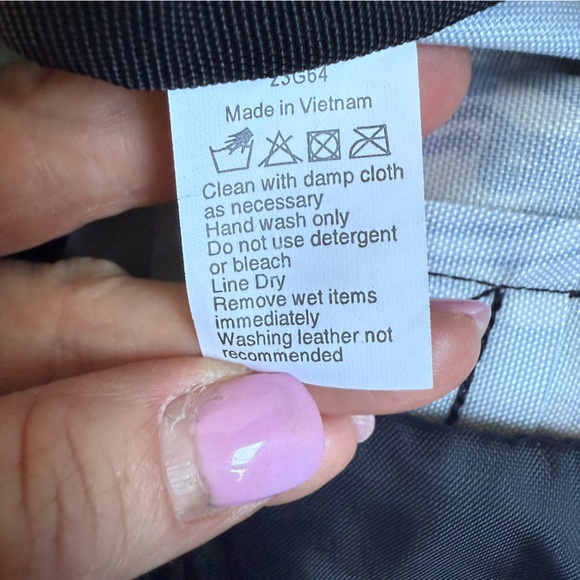 23G64
Made in Vietnam
Clean with damp cloth
as necessary
Hand wash only
Do not use detergent
or bleach
Line Dry
Remove wet items
immediately
Washing leather not
recommended